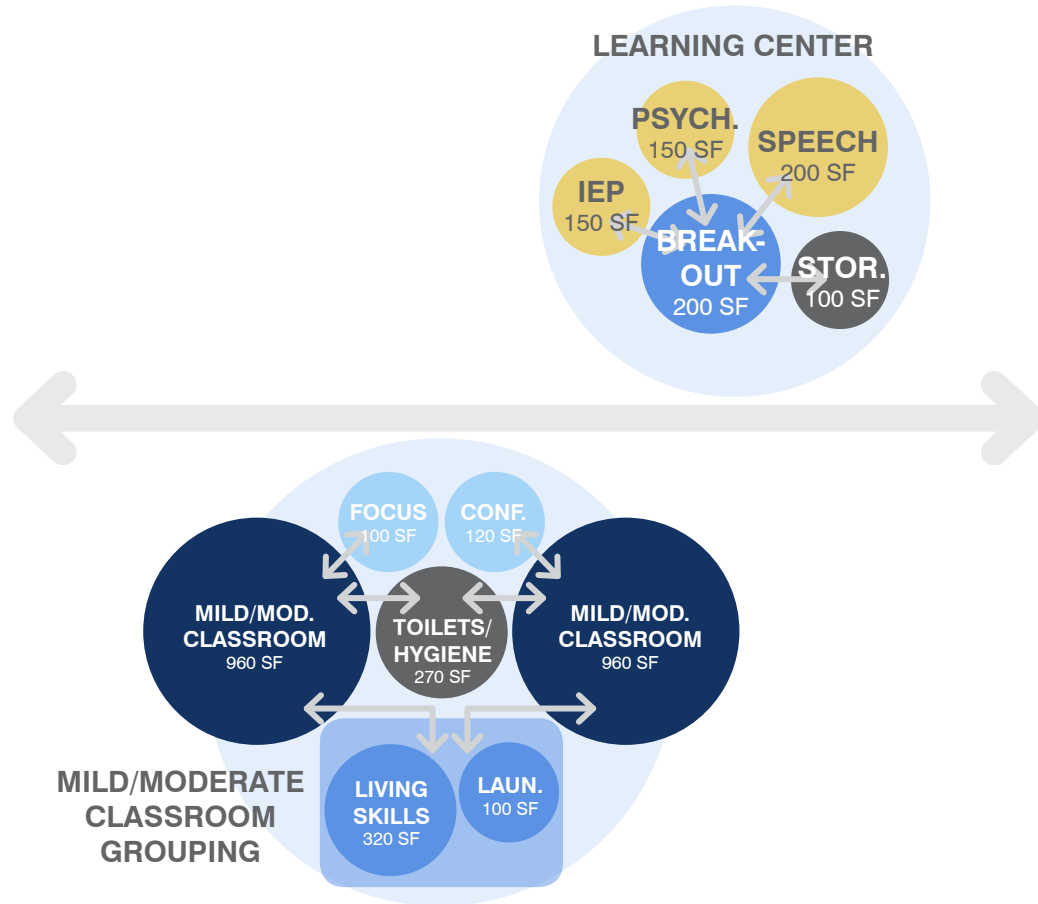 LEARNING CENTER
PSYCH.
150 SF
SPEECH
200 SF
IEP
150 SF
BREAK-
OUT
200 SF
STOR.
100 SF
FOCUS
100 SF
CONF.
120 SF
MILD/MOD.
CLASSROOM
960 SF
TOILETS/
HYGIENE
270 SF
MILD/MOD.
CLASSROOM
960 SF
LIVING
SKILLS
320 SF
LAUN.
100 SF
MILD/MODERATE
CLASSROOM
GROUPING